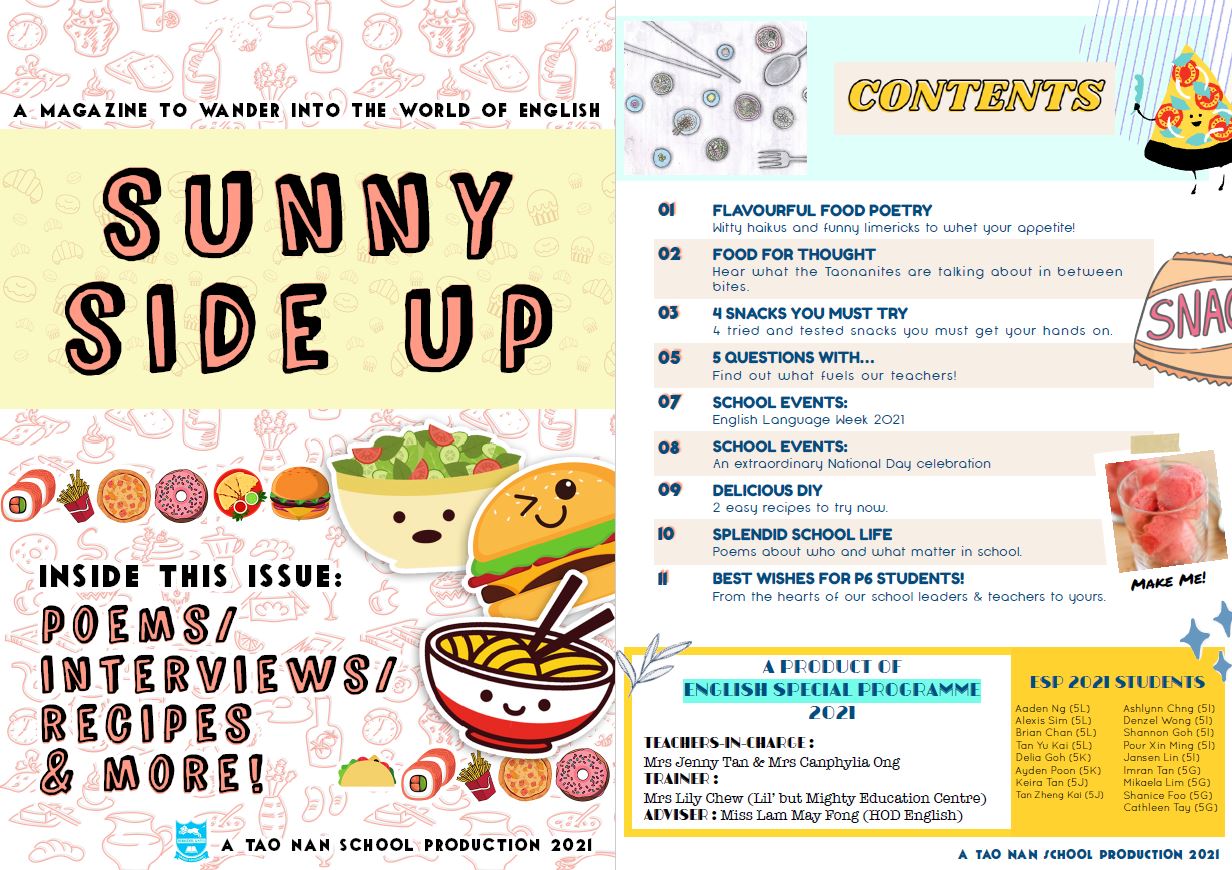 A MAGAZINE TO WANDER INTO THE WORLD OF ENGLISH
SUNNY
SIDE UP
INSIDE THIS ISSUE:
POEMS/
INTERVIEWS/
RECIPES
& MORE!
A TAO NAN SCHOOL PRODUCTION 2021
CONTENTS
01 FLAVOURFUL FOOD POETRY
Witty haikus and funny limericks to whet your appetite!
02 FOOD FOR THOUGHT
Hear what the Taonanites are talking about in between
bites.
03 4 SNACKS YOU MUST TRY
4 tried and tested snacks you must get your hands on.
05 5 QUESTIONS WITH...
Find out what fuels our teachers!
07 SCHOOL EVENTS:
English Language Week 2021
08 SCHOOL EVENTS:
An extraordinary National Day celebration
09 DELICIOUS DIY
2 easy recipes to try now.
10 SPLENDID SCHOOL LIFE
Poems about who and what matter in school.
11 BEST WISHES FOR P6 STUDENTS!
From the hearts of our school leaders & teachers to yours.
SNAC
MAKE ME!
A PRODUCT OF
ENGLISH SPECIAL PROGRAMME
2021
TEACHERS-IN-CHARGE :
Mrs Jenny Tan & Mrs Canphylia Ong
TRAINER :
Mrs Lily Chew (Lil' but Mighty Education Centre)
ADVISER : Miss Lam May Fong (HOD English)
ESP 2021 STUDENTS
Aaden Ng (5L)
Alexis Sim (5L)
Brian Chan (5L)
Tan Yu Kai (5L)
Delia Goh (5K)
Ayden Poon (5K)
Keira Tan (5J)
Tan Zheng Kai (5J)
Ashlynn Chng (5I)
Denzel Wong (5I)
Shannon Goh (5I)
Pour Xin Ming (5I)
Jansen Lin (5I)
Imran Tan (5G)
Mikaela Lim (5G)
Shanice Foo (5G)
Cathleen Tay (5G)
A TAO NAN SCHOOL PRODUCTION 2021